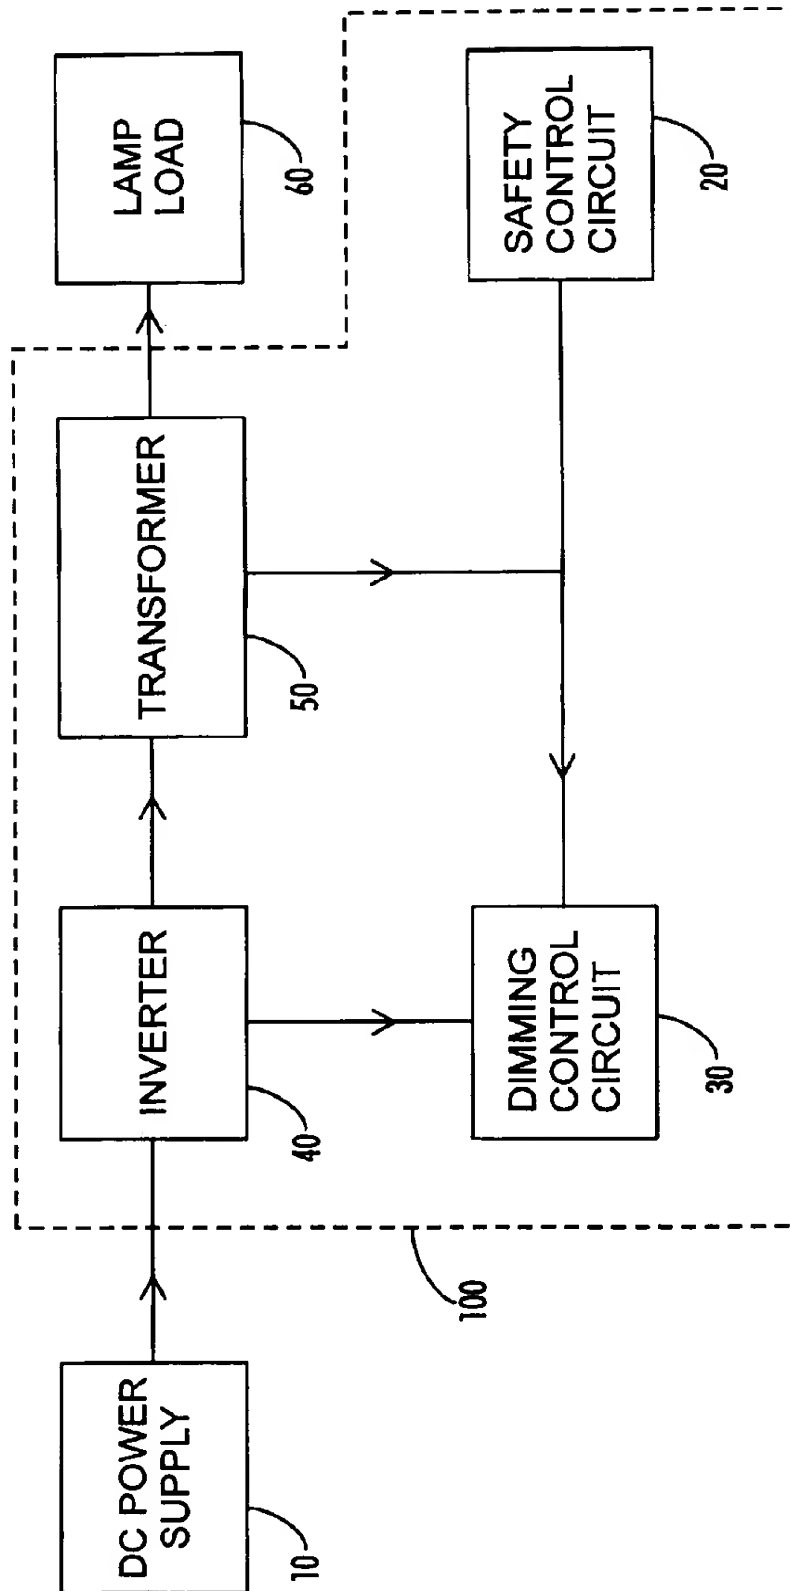 DC POWER
SUPPLY
10
INVERTER
40
TRANSFORMER
50
LAMP
LOAD
60
100
DIMMING
CONTROL
CIRCUIT
30
SAFETY
CONTROL
CIRCUIT
20